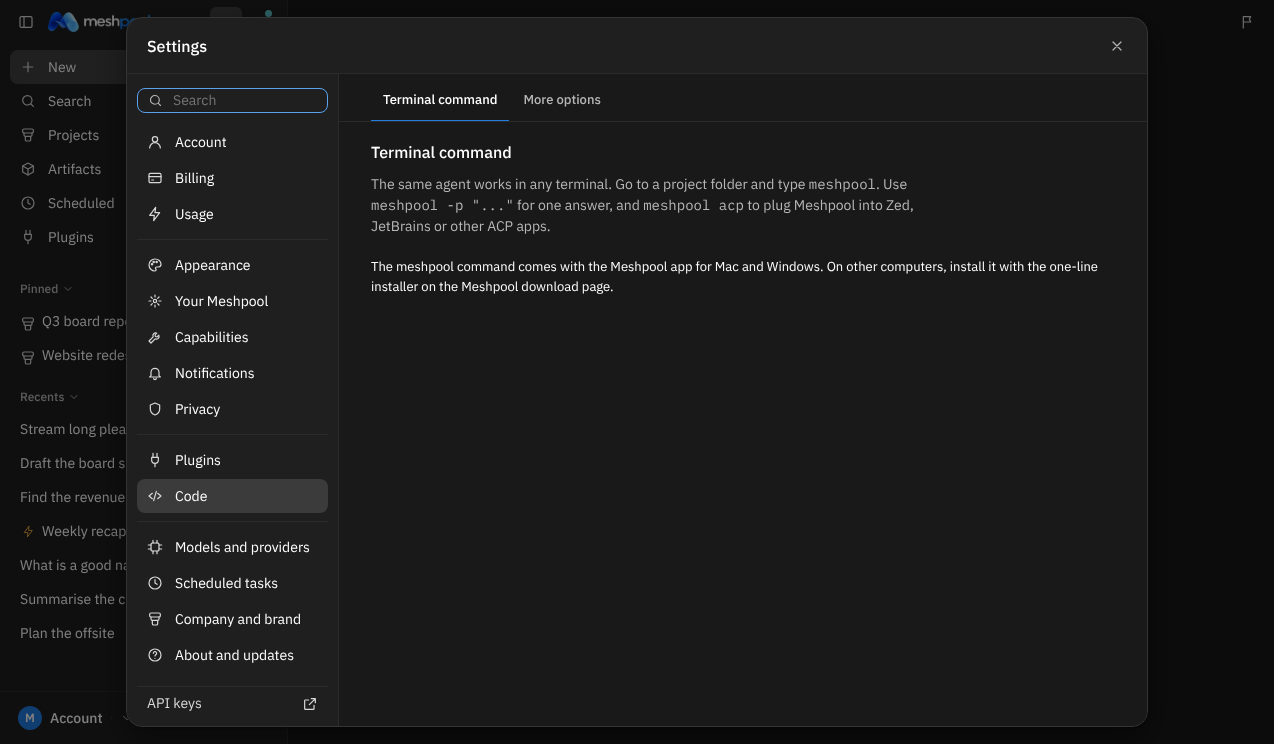 Settings
New
Search
Projects
Artifacts
Scheduled
Plugins
Pinned
Q3 board
Website
Recents
Stream long
Draft the board
Find the revenue
Weekly recap
What is a good
Summarise the
Plan the offsite
M Account
Search
Account
Billing
Usage
Appearance
Your Meshpool
Capabilities
Notifications
Privacy
Plugins
Code
Models and providers
Scheduled tasks
Company and brand
About and updates
API keys
Terminal command More options
Terminal command
The same agent works in any terminal. Go to a project folder and type meshpool. Use
meshpool -p "..." for one answer, and meshpool acp to plug Meshpool into Zed,
JetBrains or other ACP apps.
The meshpool command comes with the Meshpool app for Mac and Windows. On other computers, install it with the one-line
installer on the Meshpool download page.